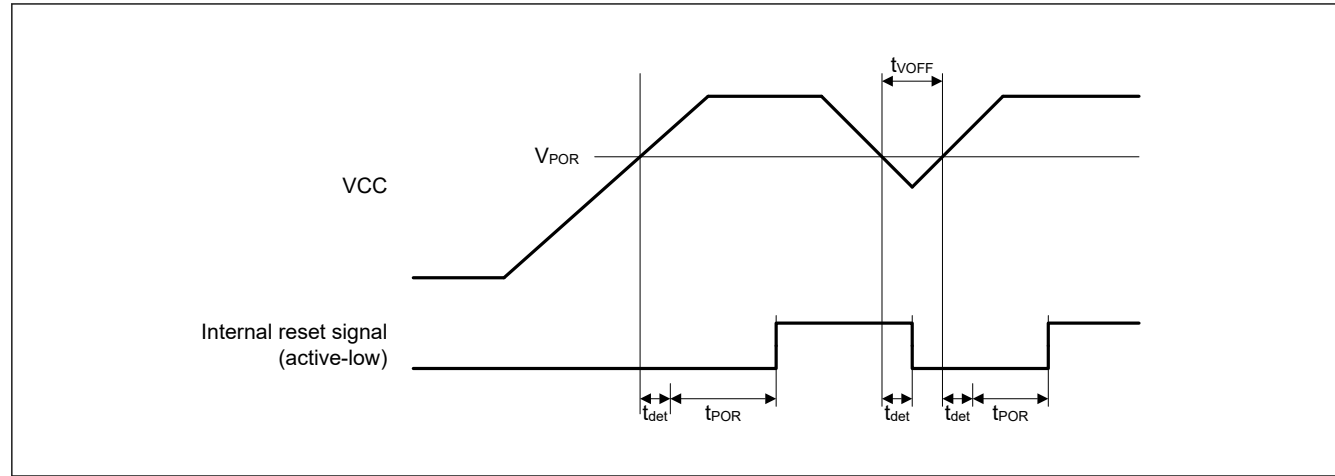 tVOFF
VPOR
VCC
Internal reset signal
(active-low)
tdet tPOR tdet tdet tPOR